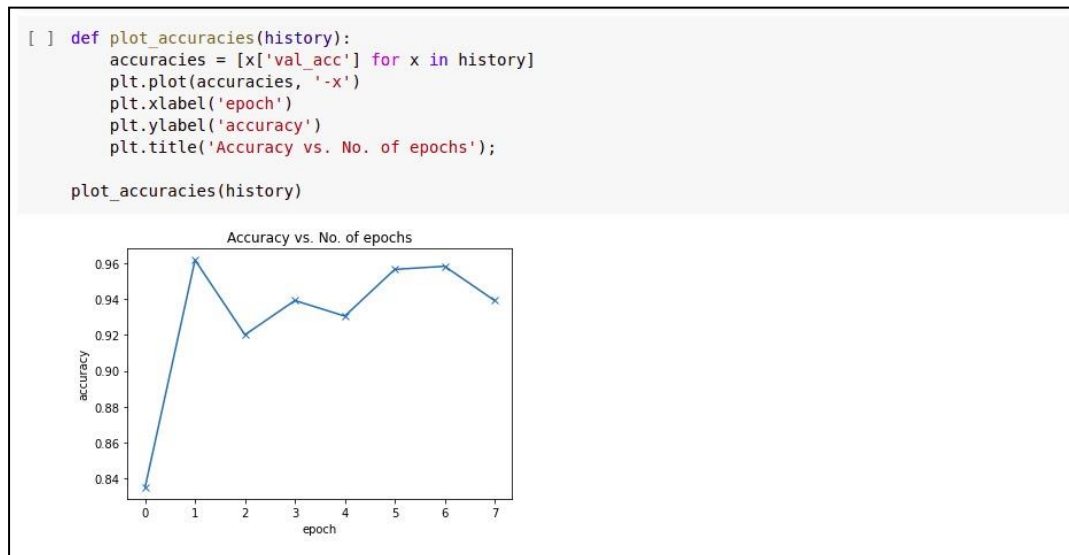 [ ] def plot_accuracies(history):
accuracies = [x['val_acc'] for x in history]
plt.plot(accuracies, '-x')
plt.xlabel('epoch')
plt.ylabel('accuracy')
plt.title('Accuracy vs. No. of epochs');
plot_accuracies(history)
Accuracy vs. No. of epochs
0.96
0.94
0.92
0.90
0.88
0.86
0.84
accuracy
0 1 2 3 4 5 6 7
epoch